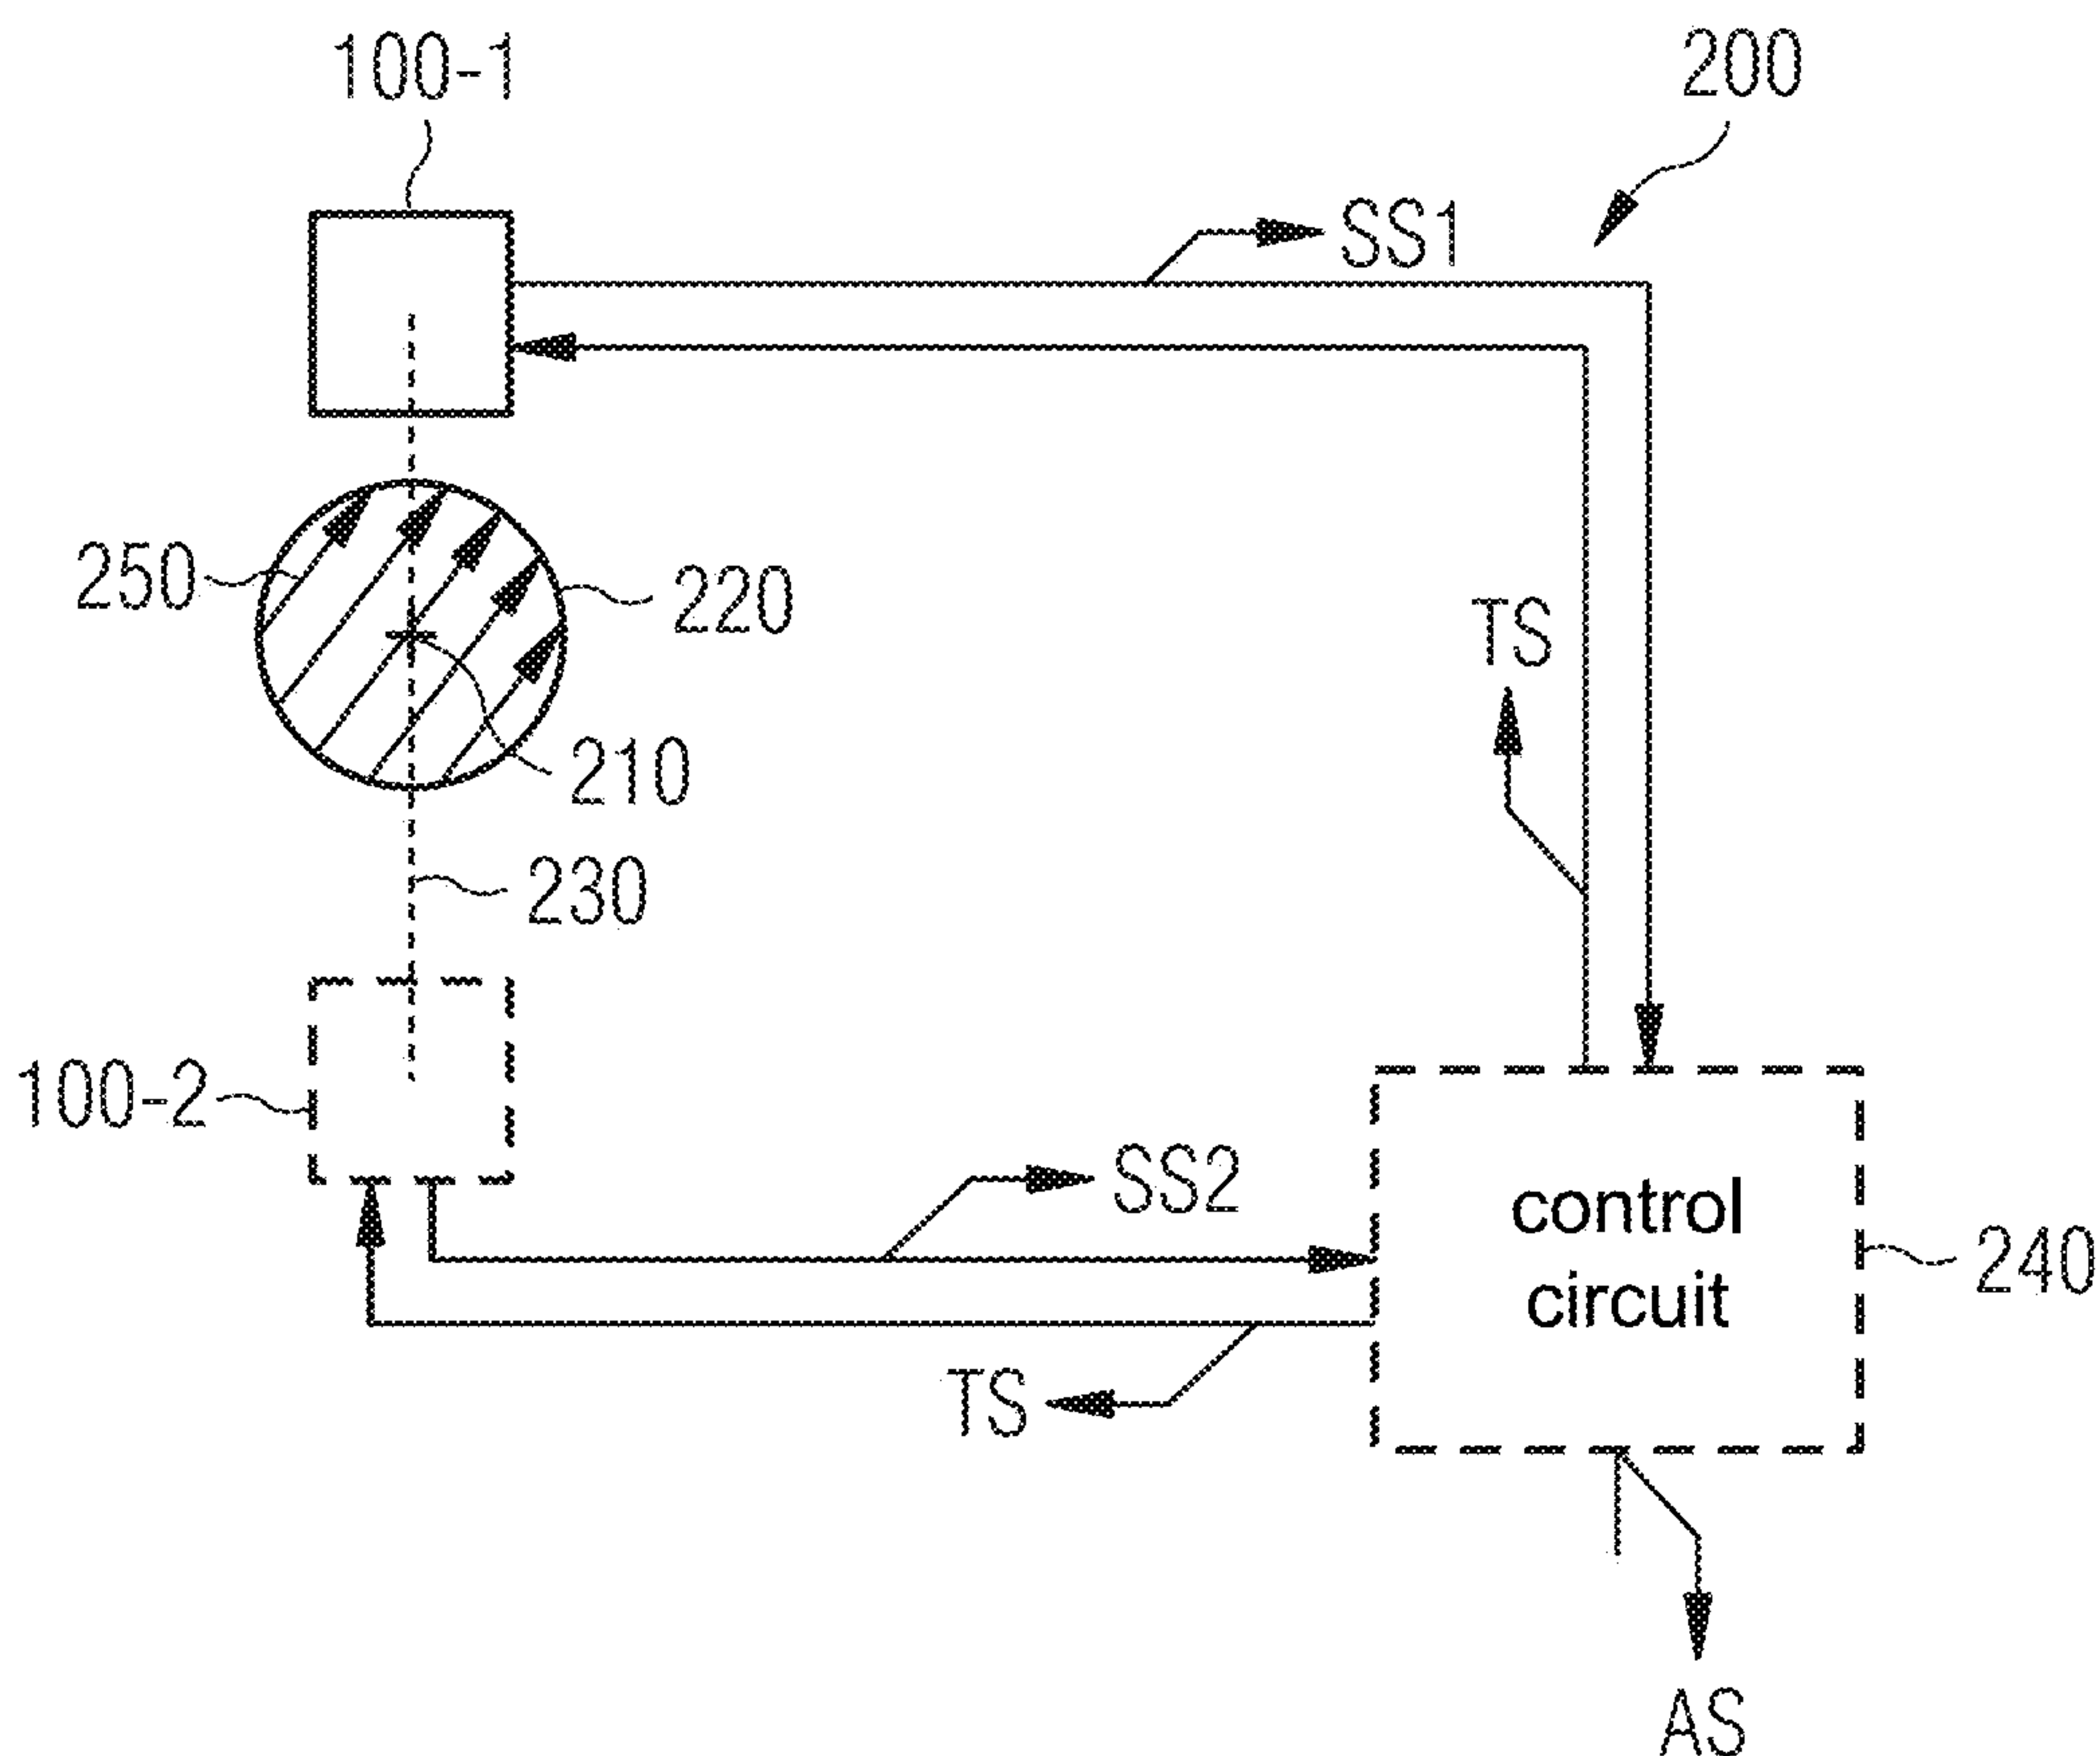 100-1
200
SS1
250
220
TS
210
230
100-2
SS2
control
circuit
240
TS
AS